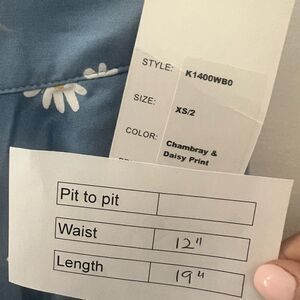 STYLE: K1400WB0
SIZE: XS/2
COLOR: Chambray &
Daisy Print
Pit to pit
Waist 12"
Length 19"